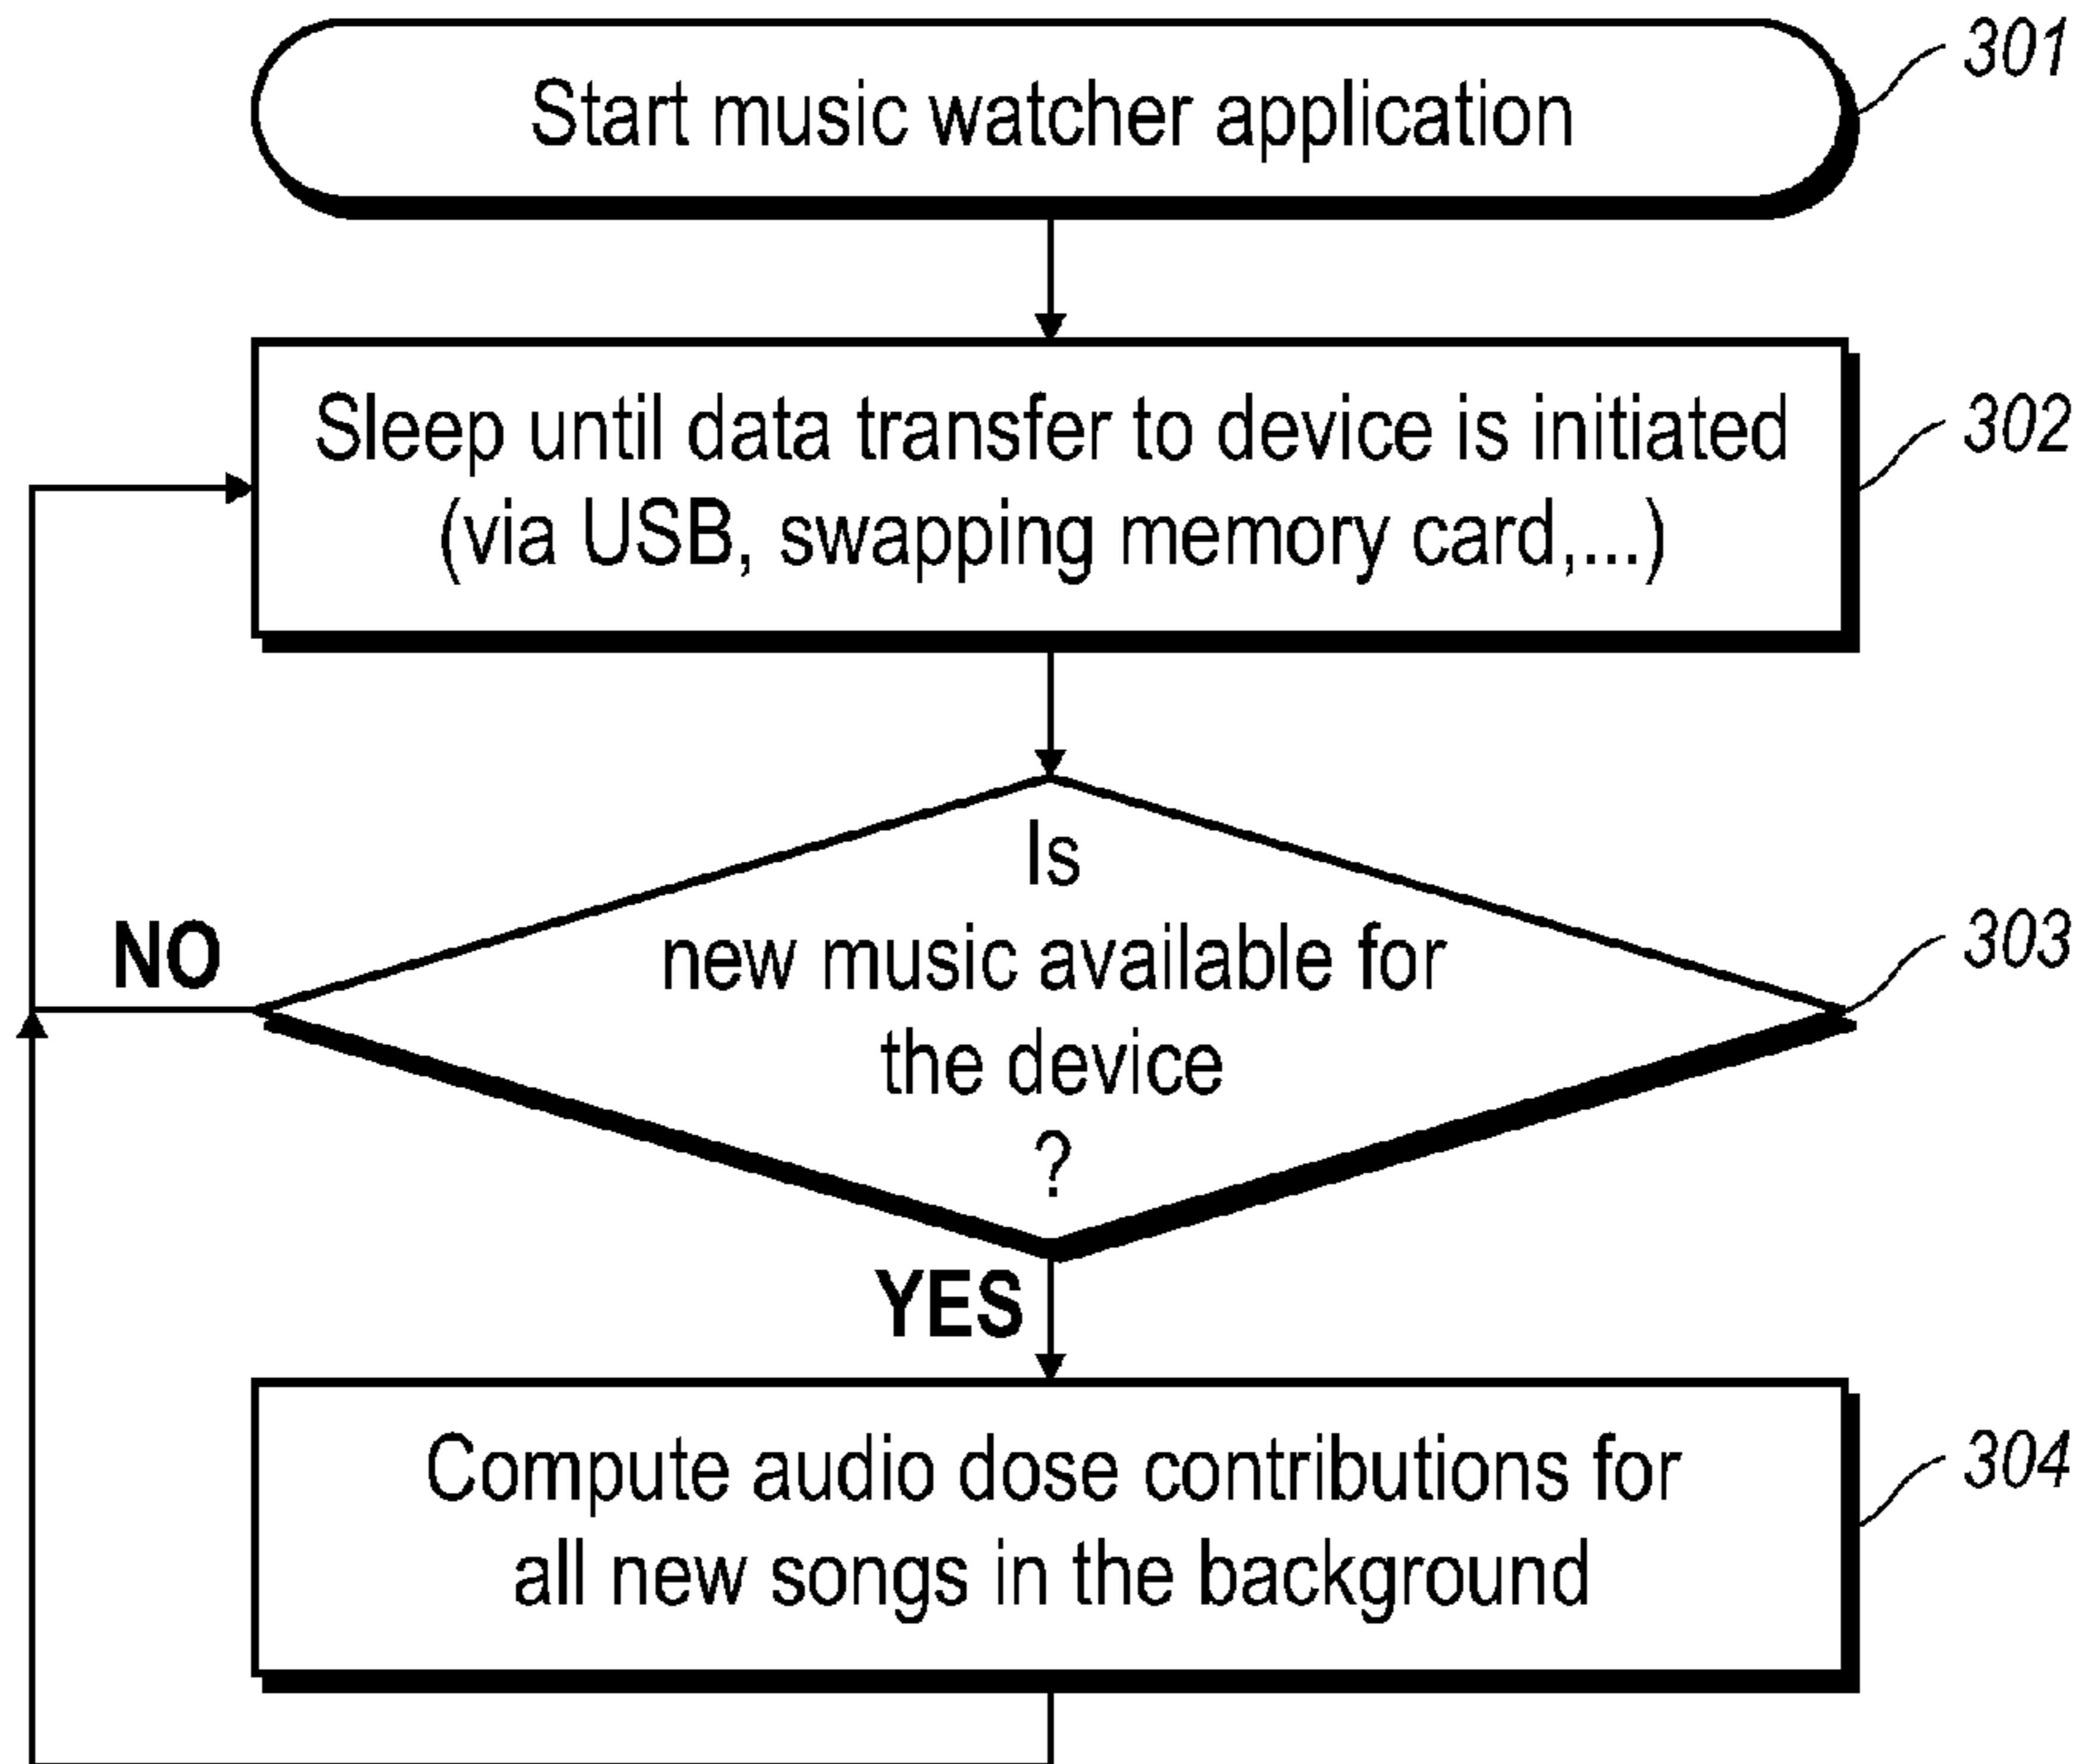 Start music watcher application
301
Sleep until data transfer to device is initiated
(via USB, swapping memory card,...)
302
Is
new music available for
the device
?
303
NO
YES
Compute audio dose contributions for
all new songs in the background
304